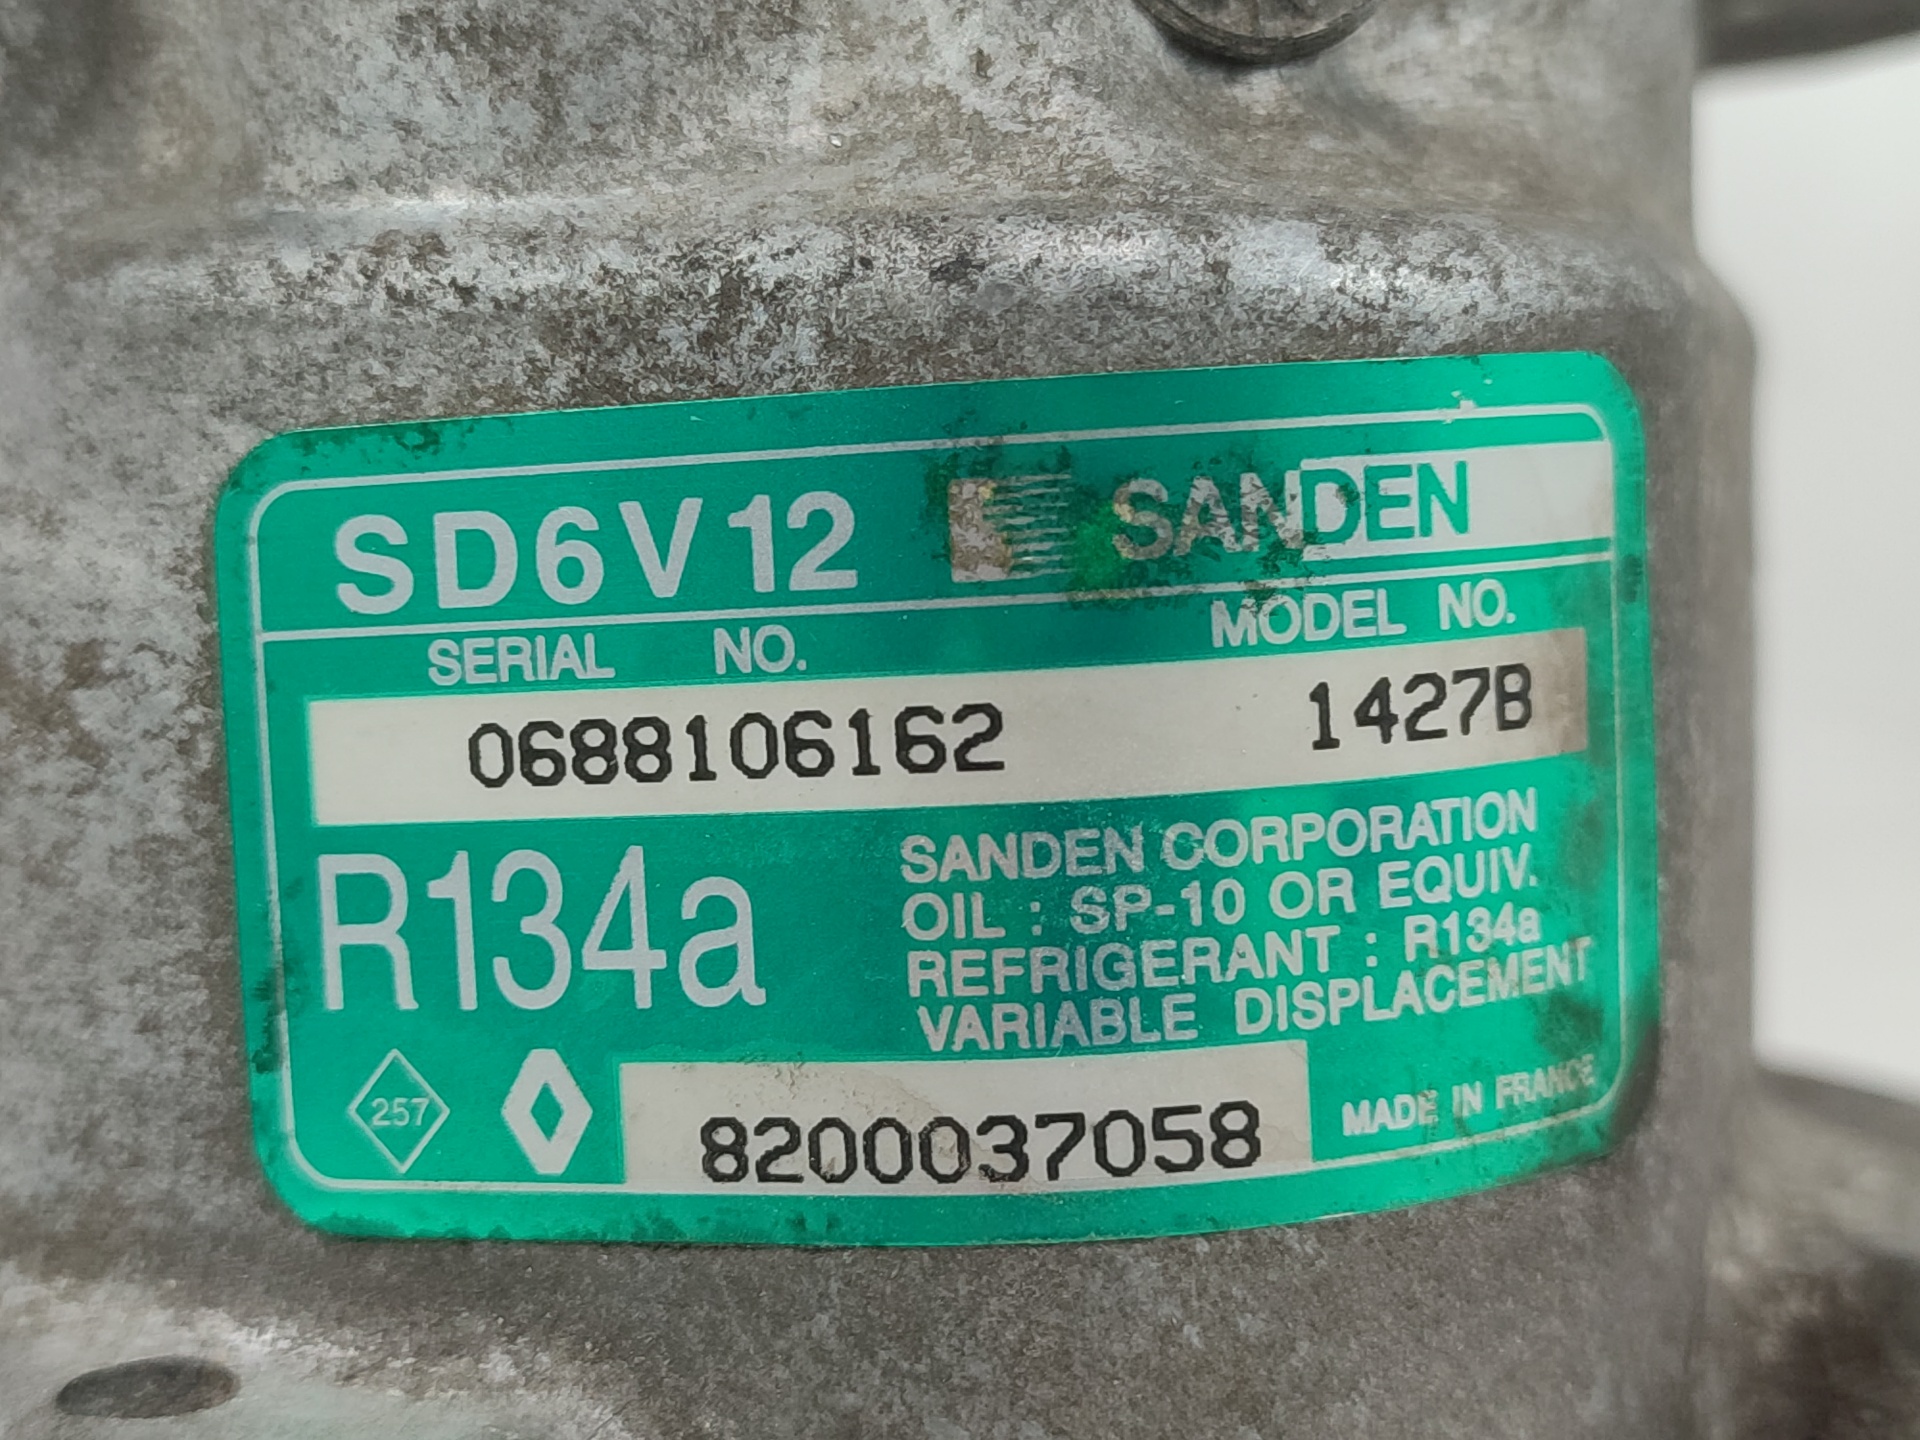 SD6V12 SANDEN
SERIAL NO. MODEL NO.
0688106162 1427B
R134a
SANDEN CORPORATION
OIL : SP-10 OR EQUIV.
REFRIGERANT : R134a
VARIABLE DISPLACEMENT
257
8200037058
MADE IN FRANCE